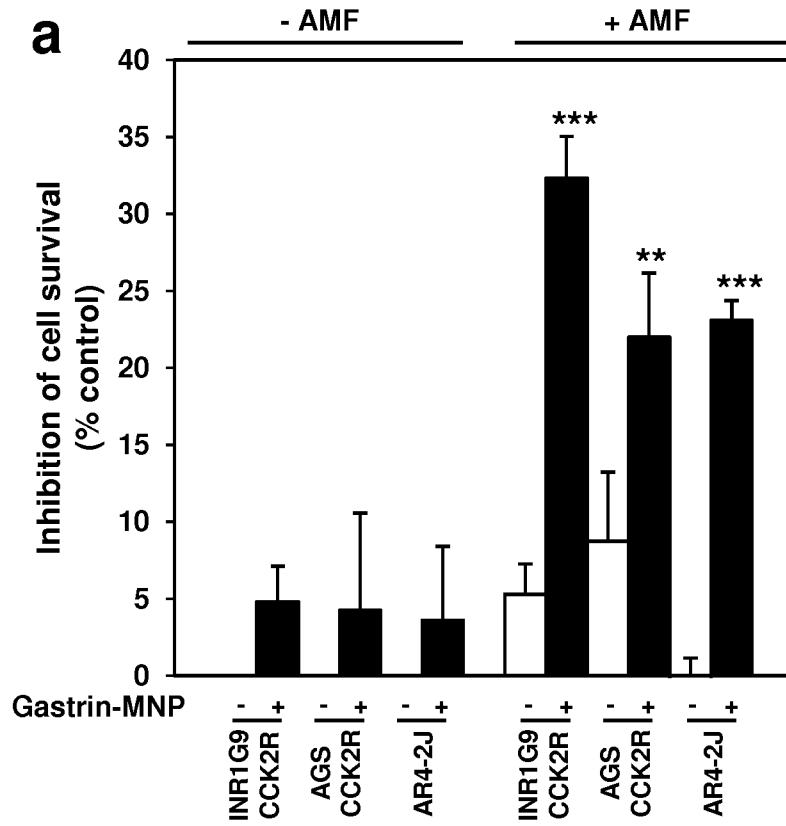 a
- AMF + AMF
40
*** 
35
30
** ***
25
20
15
10
5
0
Inhibition of cell survival
(% control)
Gastrin-MNP - + - + - + - + - + - +
INR1G9
CCK2R
AGS
CCK2R
AR4-2J
INR1G9
CCK2R
AGS
CCK2R
AR4-2J